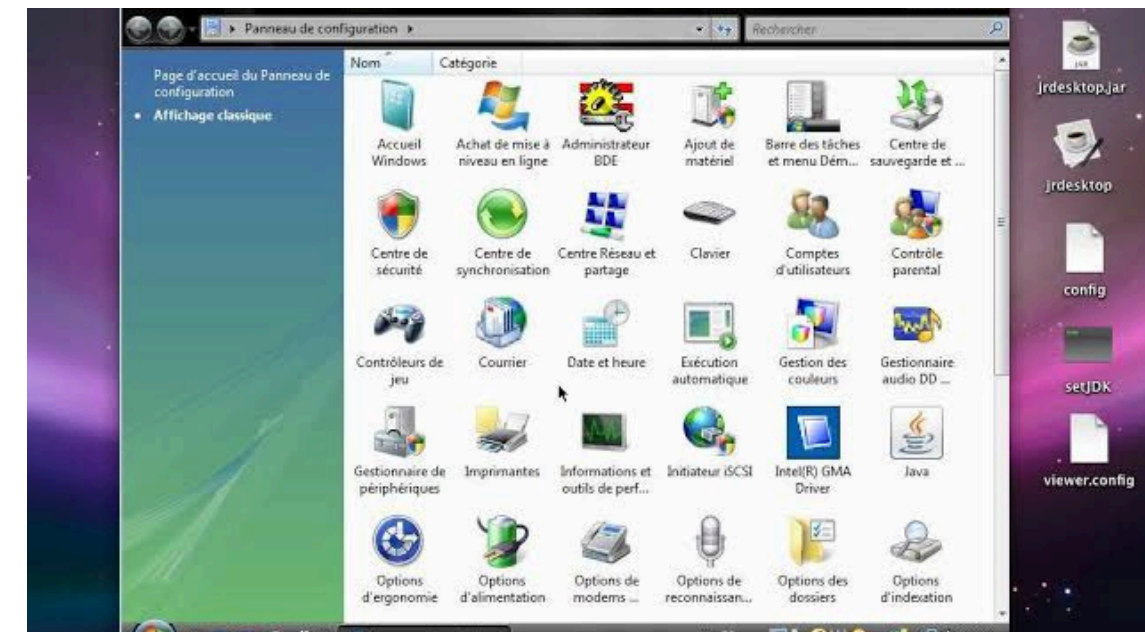 Panneau de configuration
Rechercher
Page d'accueil du Panneau de
configuration
Affichage classique
Nom
Catégorie
Accueil
Windows
Achat de mise à
niveau en ligne
Administrateur
BDE
Ajout de
matériel
Barre des tâches
et menu Dém...
Centre de
sauvegarde et ...
Centre de
sécurité
Centre de
synchronisation
Centre Réseau et
partage
Clavier
Comptes
d'utilisateurs
Contrôle
parental
Contrôleurs de
jeu
Courrier
Date et heure
Exécution
automatique
Gestion des
couleurs
Gestionnaire
audio DD ...
Gestionnaire de
périphériques
Imprimantes
Informations et
outils de perf...
Initiateur iSCSI
Intel(R) GMA
Driver
Java
Options
d'ergonomie
Options
d'alimentation
Options de
modems ...
Options de
reconnaissan...
Options des
dossiers
Options
d'indexation
JAR
jrdesktop.jar
jrdesktop
config
setJDK
viewer.config